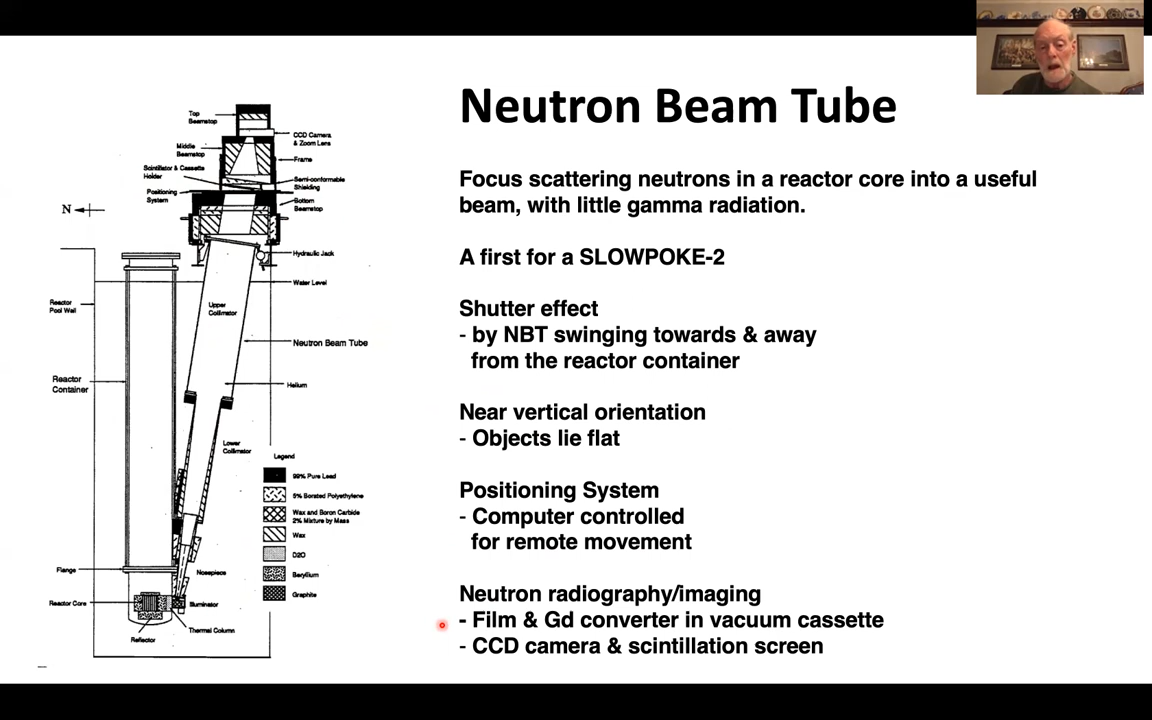 Neutron Beam Tube
Focus scattering neutrons in a reactor core into a useful
beam, with little gamma radiation.
A first for a SLOWPOKE-2
Shutter effect
- by NBT swinging towards & away
from the reactor container
Near vertical orientation
- Objects lie flat
Positioning System
- Computer controlled
for remote movement
Neutron radiography/imaging
- Film & Gd converter in vacuum cassette
- CCD camera & scintillation screen
Top
Beamstop
CCD Camera
& Zoom Lens
Middle
Beamstop
Frame
Scintillator & Cassette
Holder
Semi-conformable
Shielding
Positioning
System
Bottom
Beamstop
N
Hydraulic Jack
Water Level
Reactor
Pool Wall
Upper
Collimator
Neutron Beam Tube
Reactor
Container
Helium
Lower
Collimator
Legend
99% Pure Lead
5% Borated Polyethylene
Wax and Boron Carbide
2% Mixture by Mass
Wax
D2O
Beryllium
Graphite
Flange
Nosepiece
Reactor Core
Illuminator
Thermal Column
Reflector